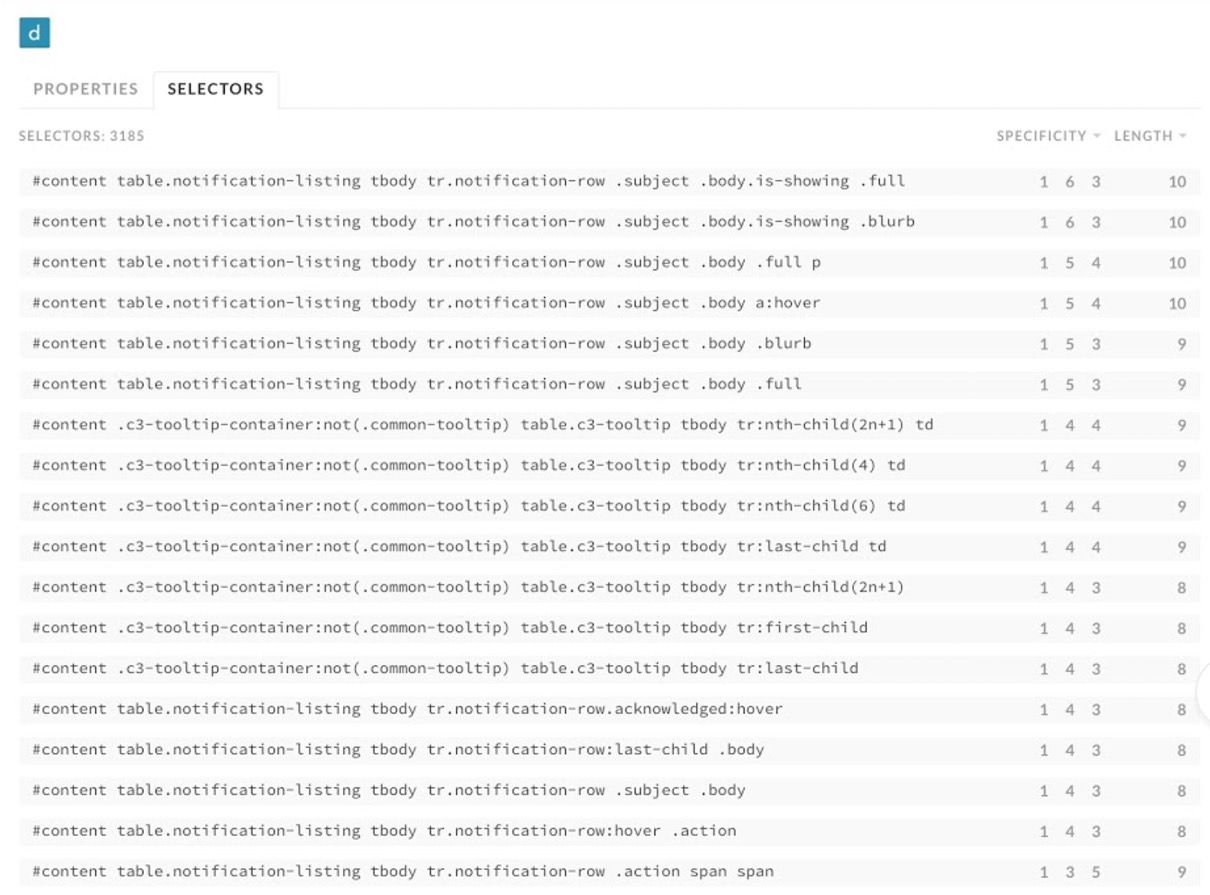 d
PROPERTIES SELECTORS
SELECTORS: 3185 SPECIFICITY LENGTH
#content table.notification-listing tbody tr.notification-row .subject .body.is-showing .full 1 6 3 10
#content table.notification-listing tbody tr.notification-row .subject .body.is-showing .blurb 1 6 3 10
#content table.notification-listing tbody tr.notification-row .subject .body .full p 1 5 4 10
#content table.notification-listing tbody tr.notification-row .subject .body a:hover 1 5 4 10
#content table.notification-listing tbody tr.notification-row .subject .body .blurb 1 5 3 9
#content table.notification-listing tbody tr.notification-row .subject .body .full 1 5 3 9
#content .c3-tooltip-container:not(.common-tooltip) table.c3-tooltip tbody tr:nth-child(2n+1) td 1 4 4 9
#content .c3-tooltip-container:not(.common-tooltip) table.c3-tooltip tbody tr:nth-child(4) td 1 4 4 9
#content .c3-tooltip-container:not(.common-tooltip) table.c3-tooltip tbody tr:nth-child(6) td 1 4 4 9
#content .c3-tooltip-container:not(.common-tooltip) table.c3-tooltip tbody tr:last-child td 1 4 4 9
#content .c3-tooltip-container:not(.common-tooltip) table.c3-tooltip tbody tr:nth-child(2n+1) 1 4 3 8
#content .c3-tooltip-container:not(.common-tooltip) table.c3-tooltip tbody tr:first-child 1 4 3 8
#content .c3-tooltip-container:not(.common-tooltip) table.c3-tooltip tbody tr:last-child 1 4 3 8
#content table.notification-listing tbody tr.notification-row.acknowledged:hover 1 4 3 8
#content table.notification-listing tbody tr.notification-row:last-child .body 1 4 3 8
#content table.notification-listing tbody tr.notification-row .subject .body 1 4 3 8
#content table.notification-listing tbody tr.notification-row:hover .action 1 4 3 8
#content table.notification-listing tbody tr.notification-row .action span span 1 3 5 9